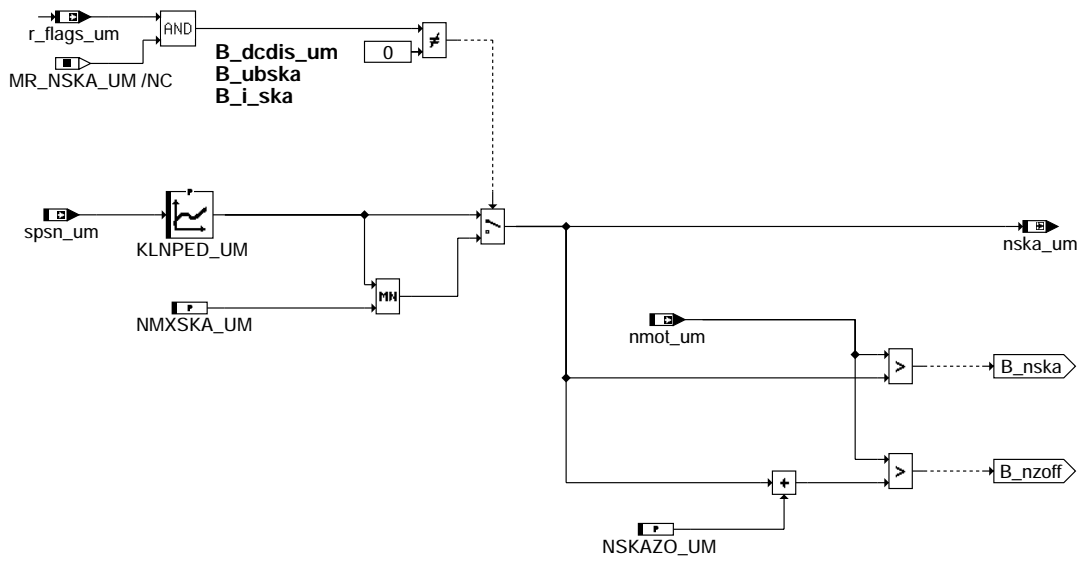 r_flags_um
AND
MR_NSKA_UM /NC
B_dcdis_um
B_ubska
B_i_ska
0
≠
spsn_um
P
KLNPED_UM
MN
P
NMXSKA_UM
nska_um
nmot_um
>
B_nska
>
B_nzoff
+
P
NSKAZO_UM